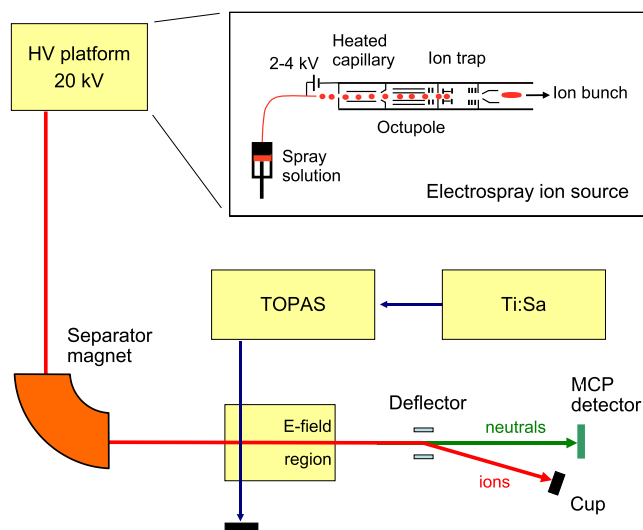 HV platform
20 kV
Heated
capillary
2-4 kV
Ion trap
Ion bunch
Octupole
Spray
solution
Electrospray ion source
TOPAS
Ti:Sa
Separator
magnet
E-field
region
Deflector
MCP
detector
neutrals
ions
Cup